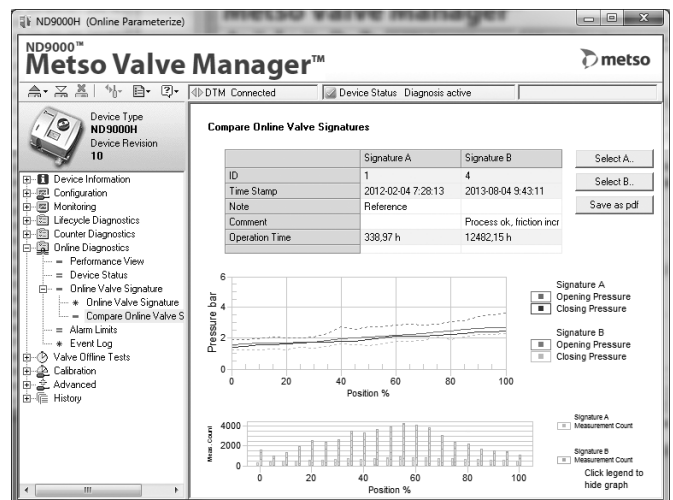 ND9000H (Online Parameterize)
ND9000™
Metso Valve Manager™
metso
DTM Connected
Device Status Diagnosis active
Device Type
ND9000H
Device Revision
10
Device Information
Configuration
Monitoring
Lifecycle Diagnostics
Counter Diagnostics
Online Diagnostics
Performance View
Device Status
Online Valve Signature
Online Valve Signature
Compare Online Valve S
Alarm Limits
Event Log
Valve Offline Tests
Calibration
Advanced
History
Compare Online Valve Signatures
Signature A Signature B
ID 1 4
Time Stamp 2012-02-04 7:28:13 2013-08-04 9:43:11
Note Reference
Comment Process ok, friction incr
Operation Time 338,97 h 12482,15 h
Select A..
Select B..
Save as pdf
Pressure bar
6
4
2
0
0 20 40 60 80 100
Position %
Signature A
Opening Pressure
Closing Pressure
Signature B
Opening Pressure
Closing Pressure
Meas. Count
4000
2000
0
0 20 40 60 80 100
Position %
Signature A
Measurement Count
Signature B
Measurement Count
Click legend to
hide graph